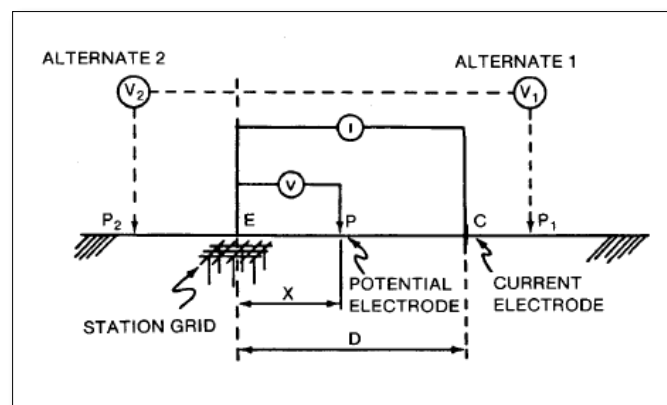 ALTERNATE 2
ALTERNATE 1
V2
V1
I
V
P2
E
P
C
P1
POTENTIAL
ELECTRODE
CURRENT
ELECTRODE
STATION GRID
X
D